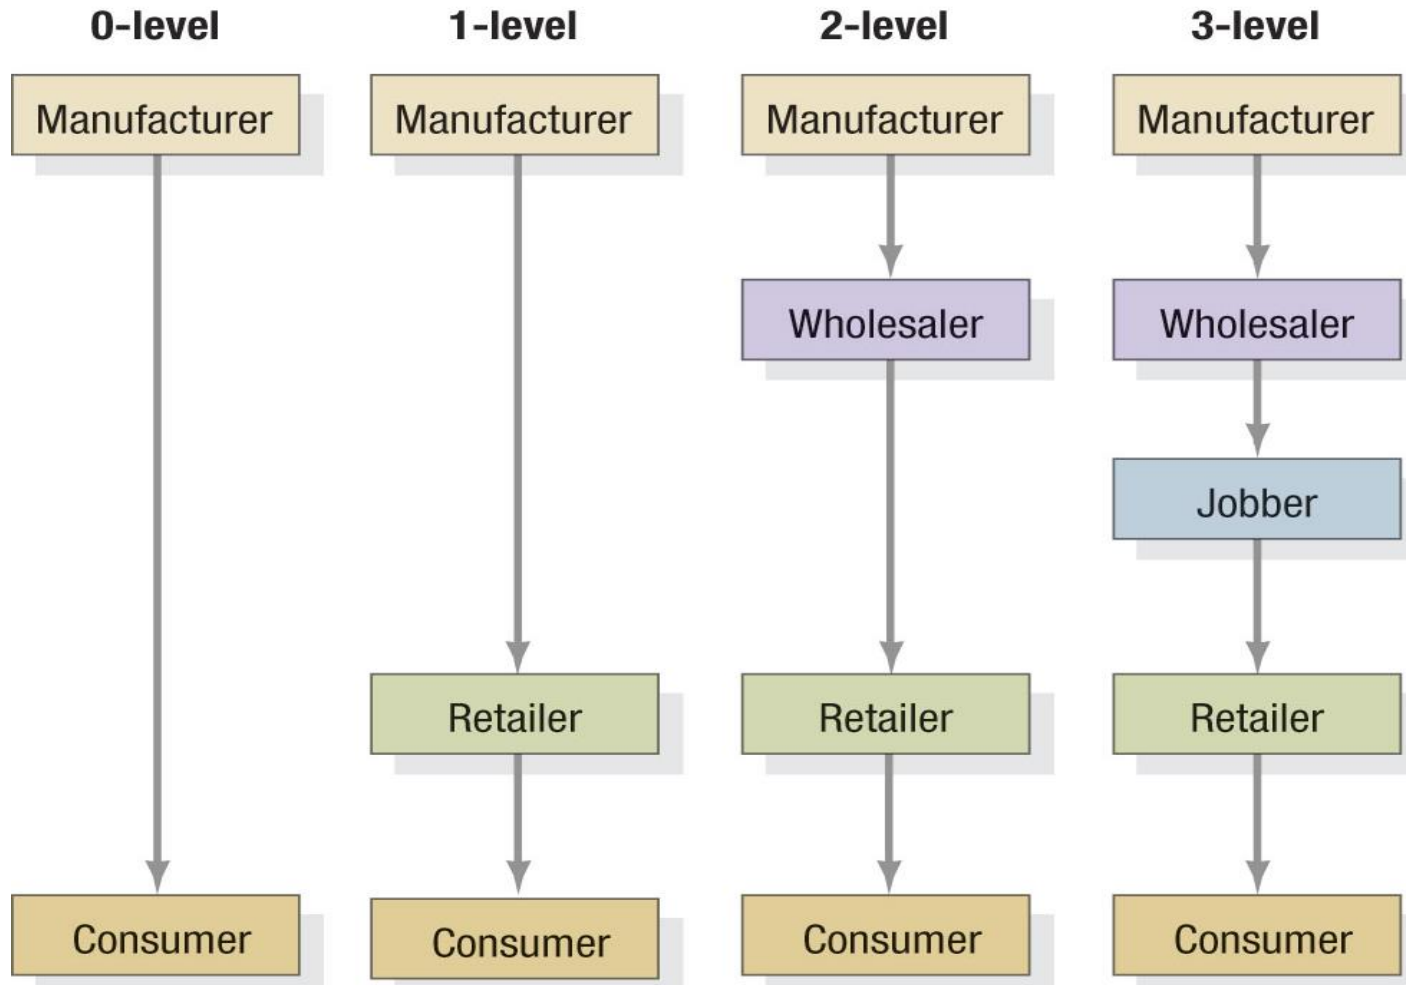 0-level
1-level
2-level
3-level
Manufacturer
Manufacturer
Manufacturer
Manufacturer
Wholesaler
Wholesaler
Jobber
Retailer
Retailer
Retailer
Consumer
Consumer
Consumer
Consumer